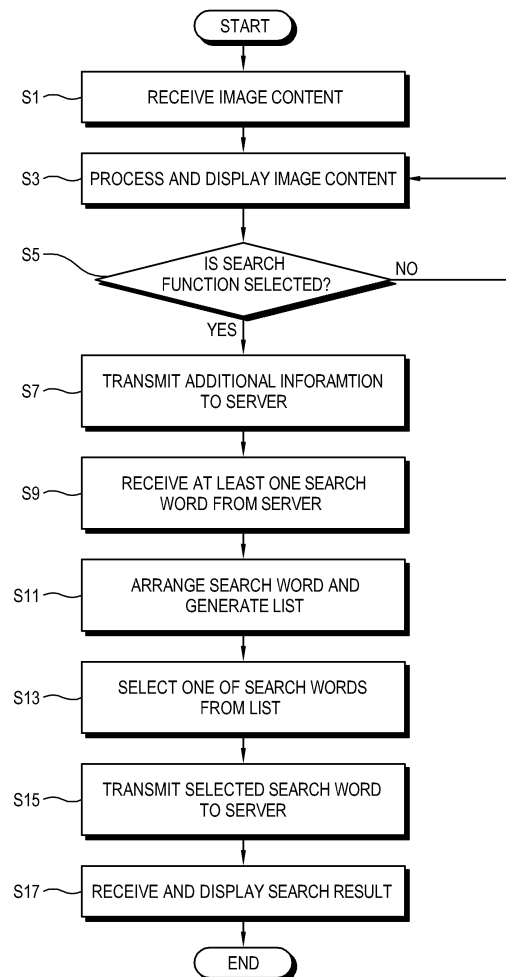 START
S1
RECEIVE IMAGE CONTENT
S3
PROCESS AND DISPLAY IMAGE CONTENT
S5
IS SEARCH
FUNCTION SELECTED?
NO
YES
S7
TRANSMIT ADDITIONAL INFORAMTION
TO SERVER
S9
RECEIVE AT LEAST ONE SEARCH
WORD FROM SERVER
S11
ARRANGE SEARCH WORD AND
GENERATE LIST
S13
SELECT ONE OF SEARCH WORDS
FROM LIST
S15
TRANSMIT SELECTED SEARCH WORD
TO SERVER
S17
RECEIVE AND DISPLAY SEARCH RESULT
END